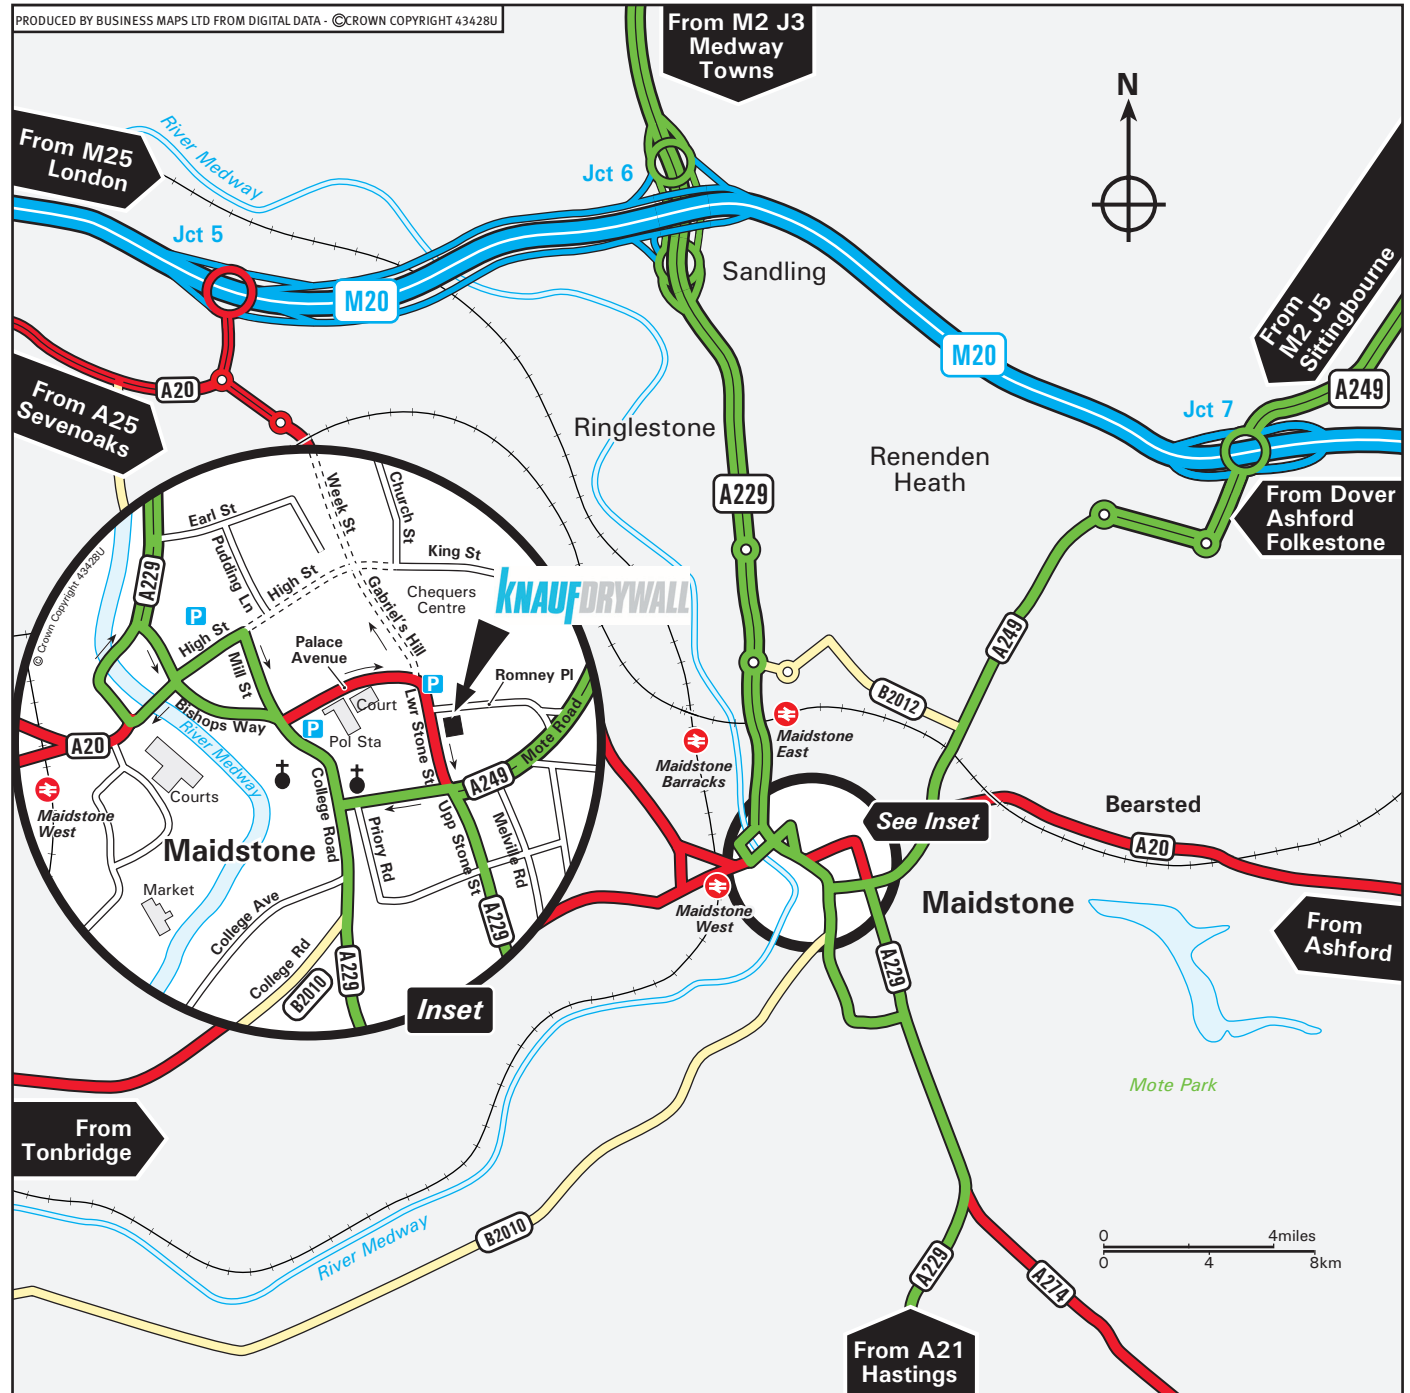 PRODUCED BY BUSINESS MAPS LTD FROM DIGITAL DATA - ©CROWN COPYRIGHT 43428U
From M2 J3
Medway
Towns
N
From M25
London
River Medway
Jct 6
Jct 5
M20
Sandling
From
M2 J5
Sittingbourne
M20
A249
Jct 7
A20
From A25
Sevenoaks
Ringlestone
Renenden
Heath
A229
From Dover
Ashford
Folkestone
Week St
Church St
Earl St
Pudding Ln
King St
© Crown Copyright 43428U
A229
High St
Gabriel's Hill
Chequers
Centre
KNAUFDRYWALL
P
High St
Palace
Avenue
Mill St
Romney Pl
P
Court
Lwr Stone St
Mote Road
Bishops Way
P
Pol Sta
A20
River Medway
A249
Courts
College Road
Maidstone
West
Priory Rd
Upp Stone St
Melville Rd
Maidstone
Market
College Ave
College Rd
A229
A229
B2010
Inset
A249
B2012
Maidstone
East
Maidstone
Barracks
See Inset
Bearsted
A20
Maidstone
West
Maidstone
From
Ashford
A229
Mote Park
From
Tonbridge
River Medway
B2010
0 4miles
0 4 8km
A229
A274
From A21
Hastings